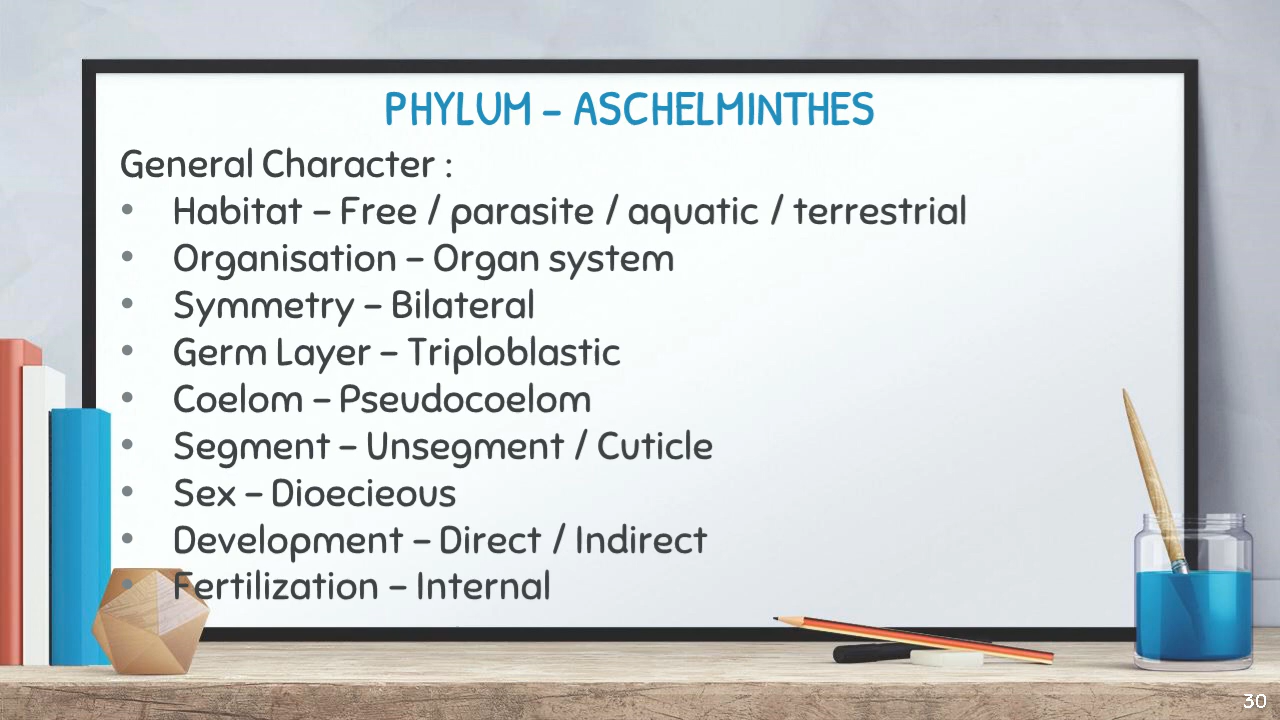 PHYLUM – ASCHELMINTHES
General Character :
• Habitat – Free / parasite / aquatic / terrestrial
• Organisation – Organ system
• Symmetry – Bilateral
• Germ Layer – Triploblastic
• Coelom – Pseudocoelom
• Segment – Unsegment / Cuticle
• Sex – Dioecieous
• Development – Direct / Indirect
• Fertilization – Internal
30